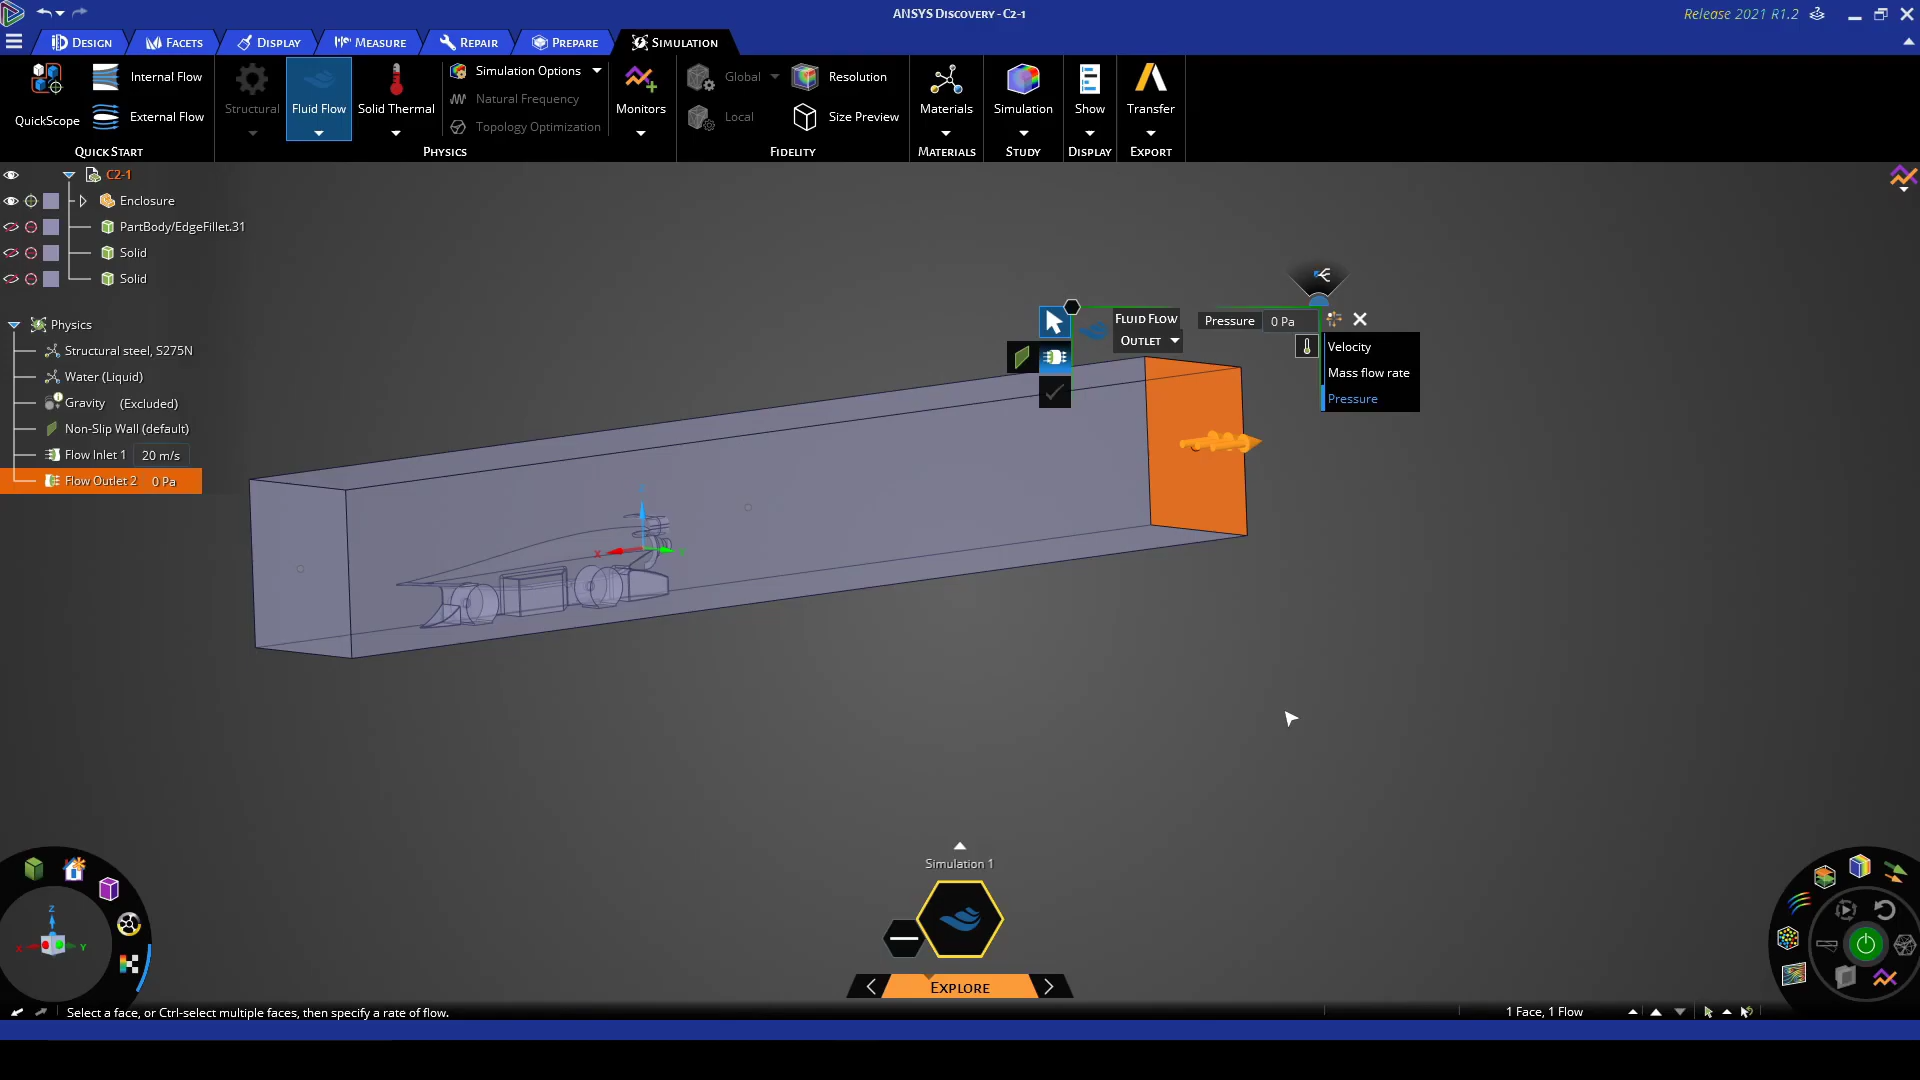 ANSYS DISCOVERY - C2-1
Release 2021 R1.2
DESIGN
FACETS
DISPLAY
MEASURE
REPAIR
PREPARE
SIMULATION
QuickScope
Internal Flow
External Flow
QUICK START
Structural
Fluid Flow
Solid Thermal
Simulation Options
Natural Frequency
Topology Optimization
PHYSICS
Monitors
Global
Local
Resolution
Size Preview
FIDELITY
Materials
MATERIALS
Simulation
STUDY
Show
DISPLAY
Transfer
EXPORT
C2-1
Enclosure
PartBody/EdgeFillet.31
Solid
Solid
Physics
Structural steel, S275N
Water (Liquid)
Gravity (Excluded)
Non-Slip Wall (default)
Flow Inlet 1 20 m/s
Flow Outlet 2 0 Pa
FLUID FLOW
OUTLET
Pressure 0 Pa
Velocity
Mass flow rate
Pressure
X
Z
X
Y
Simulation 1
EXPLORE
Select a face, or Ctrl-select multiple faces, then specify a rate of flow.
1 Face, 1 Flow